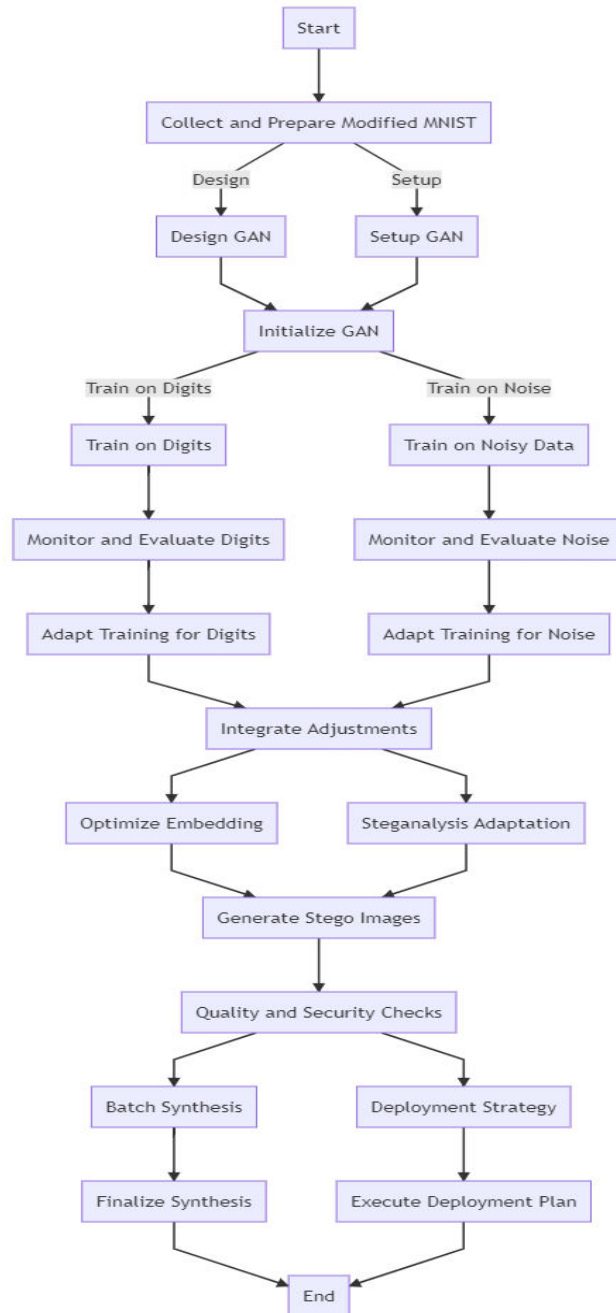 Start
Collect and Prepare Modified MNIST
Design
Setup
Design GAN
Setup GAN
Initialize GAN
Train on Digits
Train on Noise
Train on Digits
Train on Noisy Data
Monitor and Evaluate Digits
Monitor and Evaluate Noise
Adapt Training for Digits
Adapt Training for Noise
Integrate Adjustments
Optimize Embedding
Steganalysis Adaptation
Generate Stego Images
Quality and Security Checks
Batch Synthesis
Deployment Strategy
Finalize Synthesis
Execute Deployment Plan
End